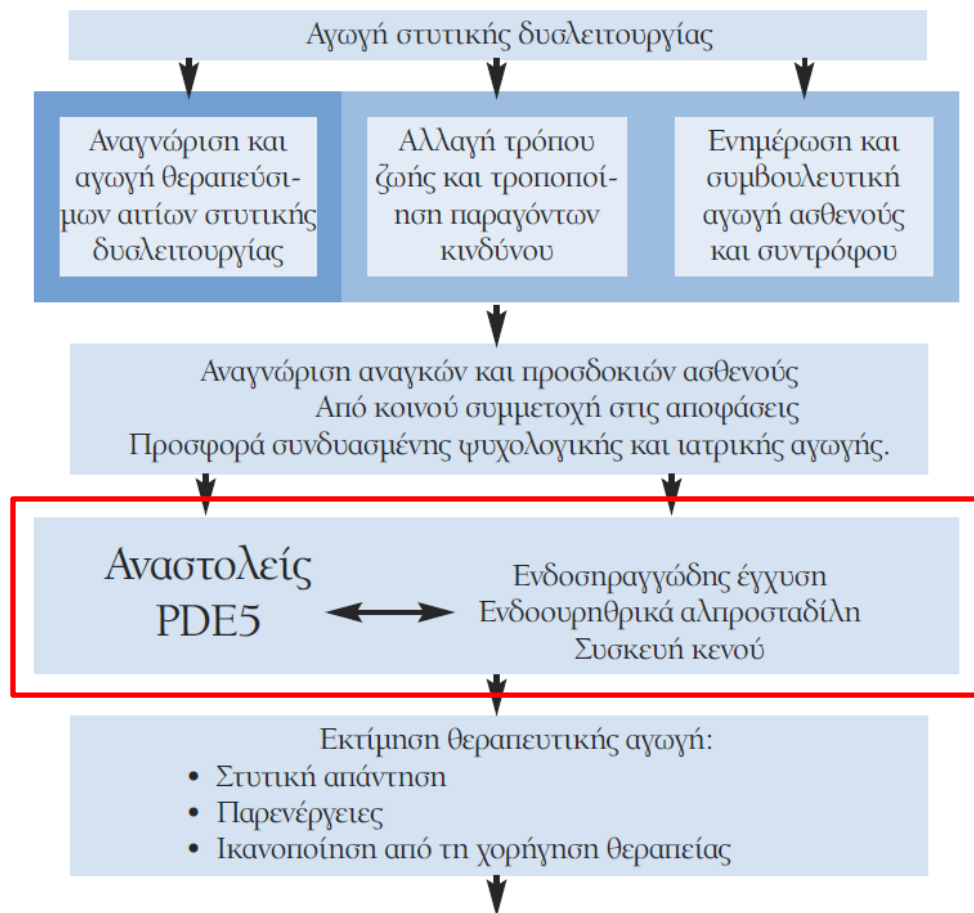 Αγωγή στυτικής δυσλειτουργίας
Αναγνώριση και
αγωγή θεραπεύσι-
μων αιτίων στυτικής
δυσλειτουργίας
Αλλαγή τρόπου
ζωής και τροποποί-
ηση παραγόντων
κινδύνου
Ενημέρωση και
συμβουλευτική
αγωγή ασθενούς
και συντρόφου
Αναγνώριση αναγκών και προσδοκιών ασθενούς
Από κοινού συμμετοχή στις αποφάσεις
Προσφορά συνδυασμένης ψυχολογικής και ιατρικής αγωγής.
Αναστολείς
PDE5
Ενδοσηραγγώδης έγχυση
Ενδοουρηθρικά αλπροσταδίλη
Συσκευή κενού
Εκτίμηση θεραπευτικής αγωγή:
• Στυτική απάντηση
• Παρενέργειες
• Ικανοποίηση από τη χορήγηση θεραπείας